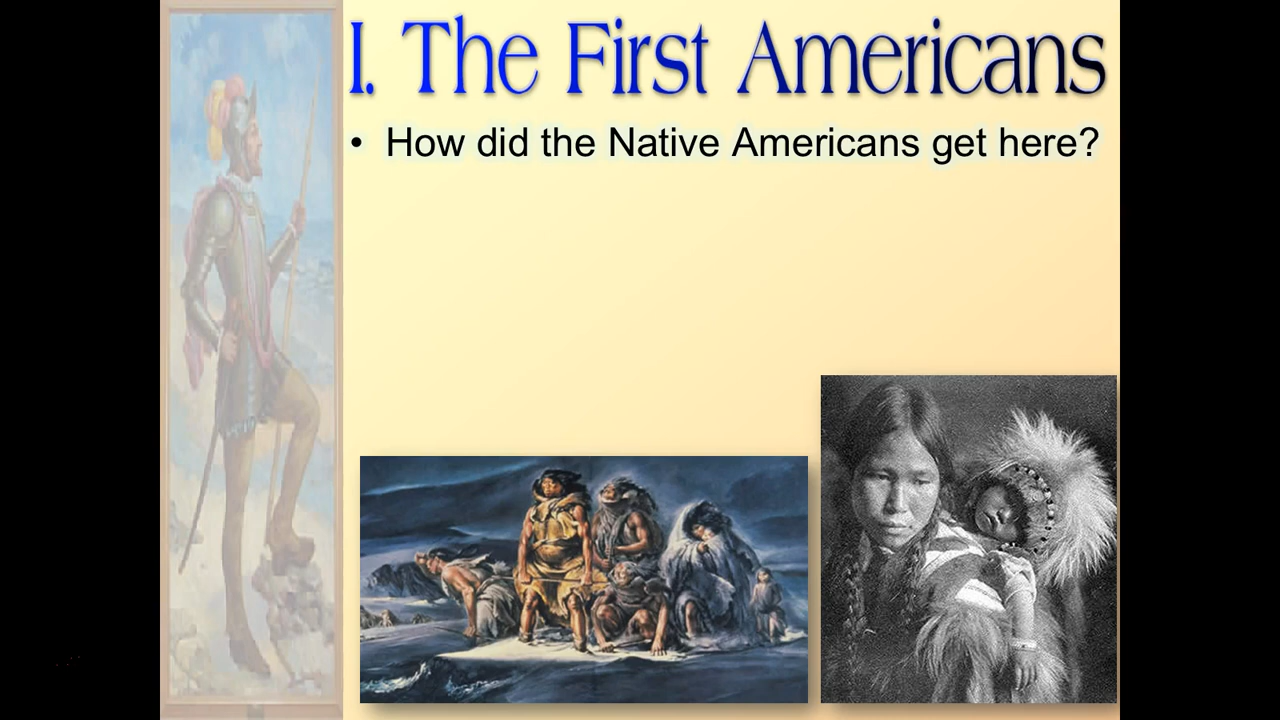 I. The First Americans
• How did the Native Americans get here?